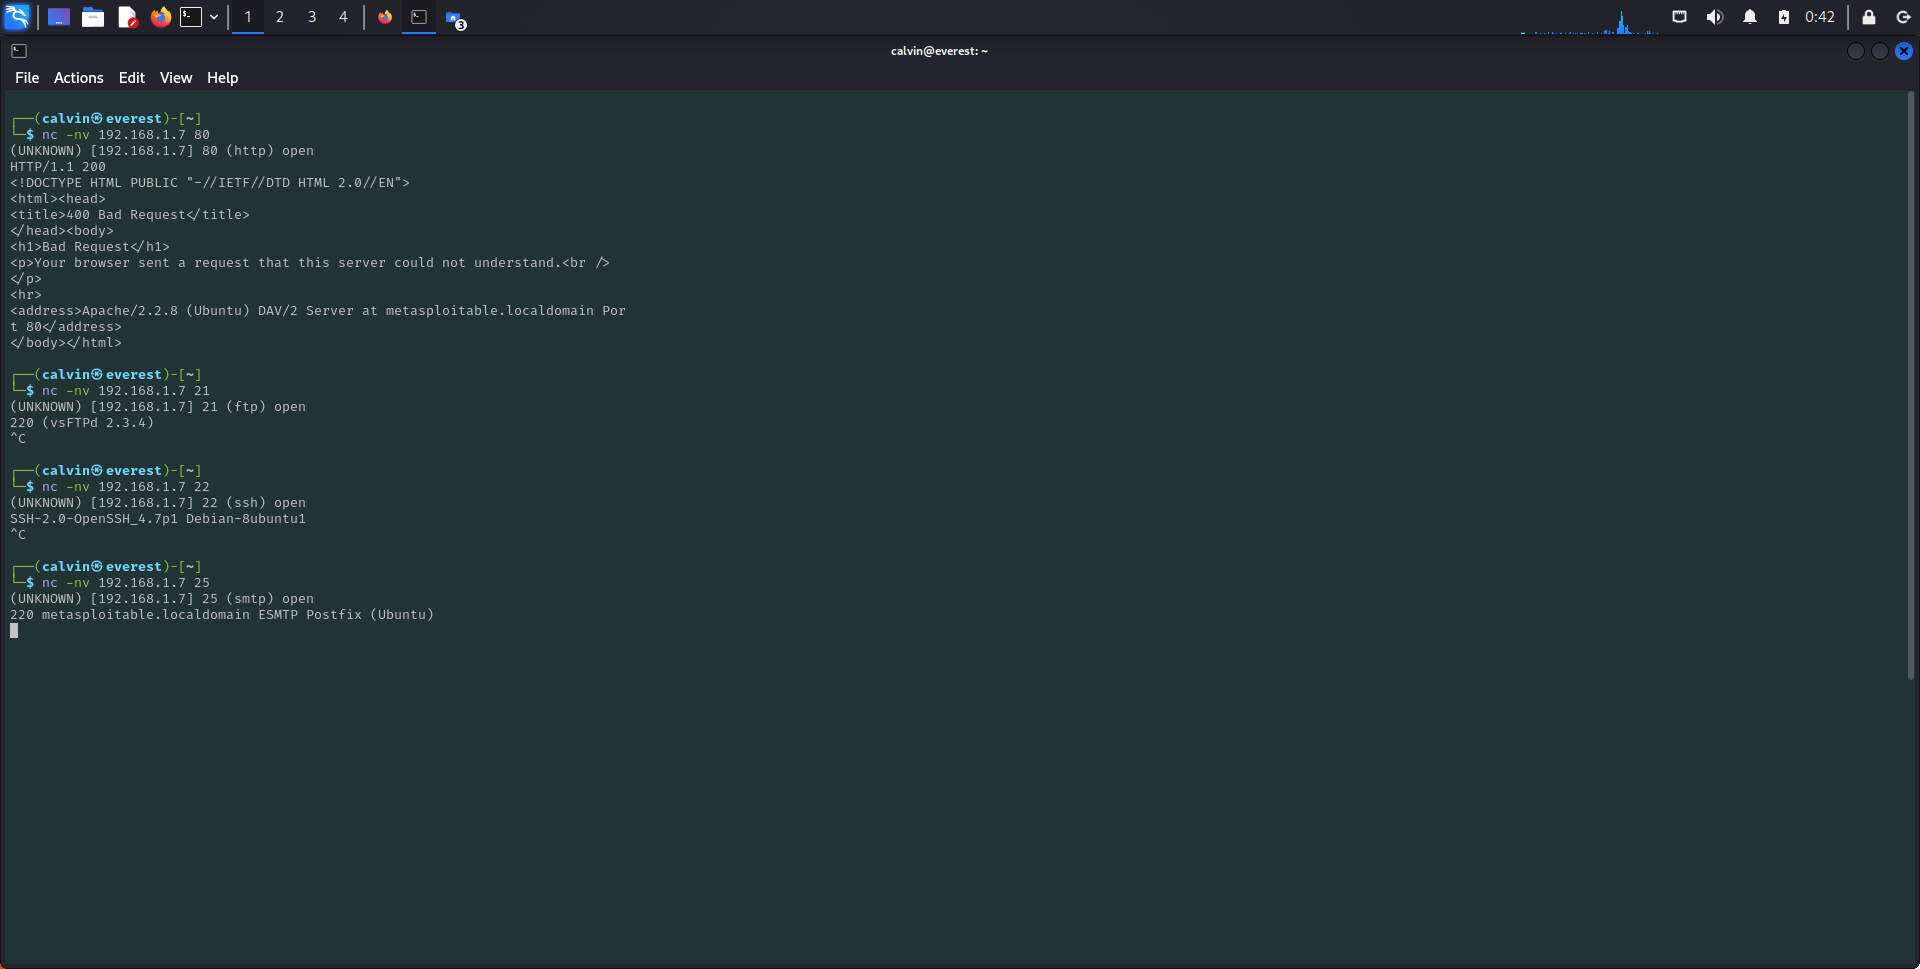 1 2 3 4 3 0:42
calvin@everest: ~
File Actions Edit View Help
┌──(calvin㉿everest)-[~]
└─$ nc -nv 192.168.1.7 80
(UNKNOWN) [192.168.1.7] 80 (http) open
HTTP/1.1 200
<!DOCTYPE HTML PUBLIC "-//IETF//DTD HTML 2.0//EN">
<html><head>
<title>400 Bad Request</title>
</head><body>
<h1>Bad Request</h1>
<p>Your browser sent a request that this server could not understand.<br />
</p>
<hr>
<address>Apache/2.2.8 (Ubuntu) DAV/2 Server at metasploitable.localdomain Por
t 80</address>
</body></html>
┌──(calvin㉿everest)-[~]
└─$ nc -nv 192.168.1.7 21
(UNKNOWN) [192.168.1.7] 21 (ftp) open
220 (vsFTPd 2.3.4)
^C
┌──(calvin㉿everest)-[~]
└─$ nc -nv 192.168.1.7 22
(UNKNOWN) [192.168.1.7] 22 (ssh) open
SSH-2.0-OpenSSH_4.7p1 Debian-8ubuntu1
^C
┌──(calvin㉿everest)-[~]
└─$ nc -nv 192.168.1.7 25
(UNKNOWN) [192.168.1.7] 25 (smtp) open
220 metasploitable.localdomain ESMTP Postfix (Ubuntu)